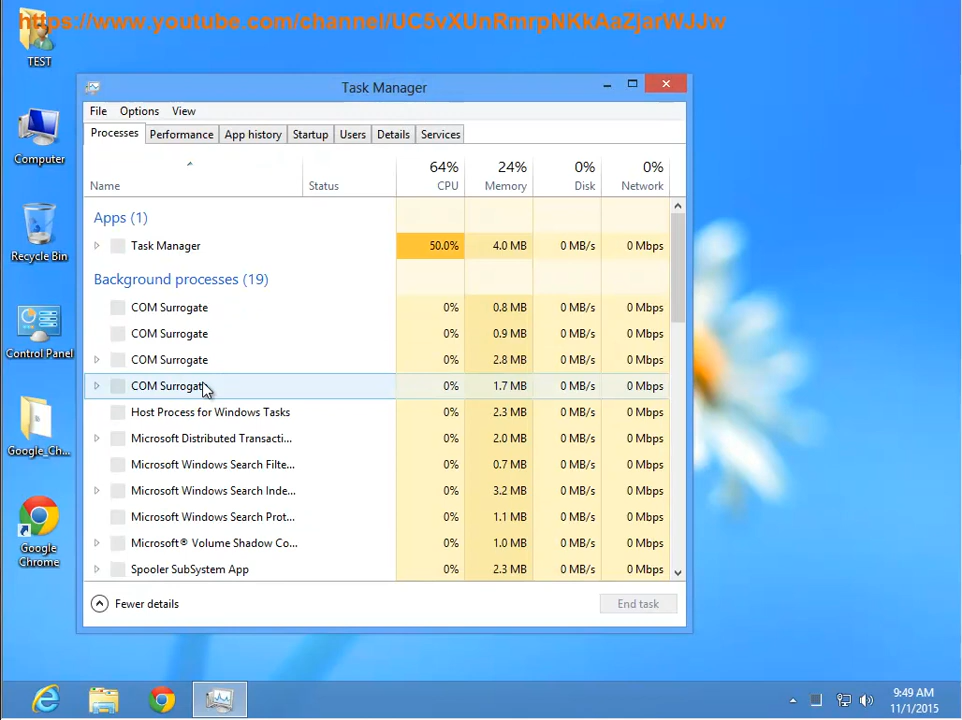 https://www.youtube.com/channel/UC5vXUnRmrpNKkAaZjarWJJw
TEST
Computer
Recycle Bin
Control Panel
Google_Ch...
Google
Chrome
Task Manager
File Options View
Processes Performance App history Startup Users Details Services
64% 24% 0% 0%
Name Status CPU Memory Disk Network
Apps (1)
Task Manager 50.0% 4.0 MB 0 MB/s 0 Mbps
Background processes (19)
COM Surrogate 0% 0.8 MB 0 MB/s 0 Mbps
COM Surrogate 0% 0.9 MB 0 MB/s 0 Mbps
COM Surrogate 0% 2.8 MB 0 MB/s 0 Mbps
COM Surrogate 0% 1.7 MB 0 MB/s 0 Mbps
Host Process for Windows Tasks 0% 2.3 MB 0 MB/s 0 Mbps
Microsoft Distributed Transacti... 0% 2.0 MB 0 MB/s 0 Mbps
Microsoft Windows Search Filte... 0% 0.7 MB 0 MB/s 0 Mbps
Microsoft Windows Search Inde... 0% 3.2 MB 0 MB/s 0 Mbps
Microsoft Windows Search Prot... 0% 1.1 MB 0 MB/s 0 Mbps
Microsoft® Volume Shadow Co... 0% 1.0 MB 0 MB/s 0 Mbps
Spooler SubSystem App 0% 2.3 MB 0 MB/s 0 Mbps
Fewer details End task
9:49 AM
11/1/2015